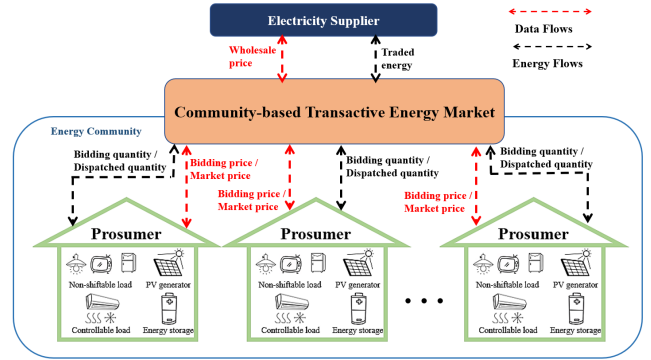 Electricity Supplier
Data Flows
Energy Flows
Wholesale
price
Traded
energy
Community-based Transactive Energy Market
Energy Community
Bidding quantity /
Dispatched quantity
Bidding price /
Market price
Bidding price /
Market price
Bidding quantity /
Dispatched quantity
Bidding price /
Market price
Bidding quantity /
Dispatched quantity
Prosumer
Non-shiftable load
PV generator
Controllable load
Energy storage
Prosumer
Non-shiftable load
PV generator
Controllable load
Energy storage
Prosumer
Non-shiftable load
PV generator
Controllable load
Energy storage